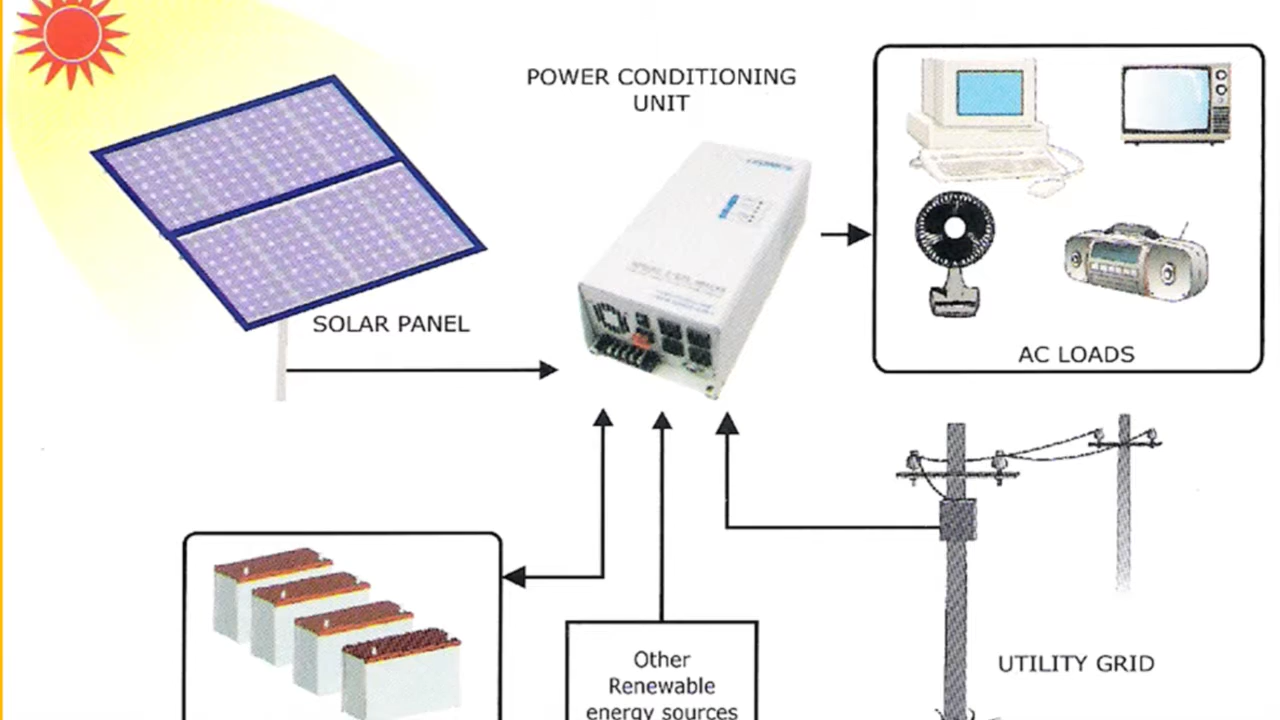 POWER CONDITIONING
UNIT
SOLAR PANEL
AC LOADS
UTILITY GRID
Other
Renewable
energy sources